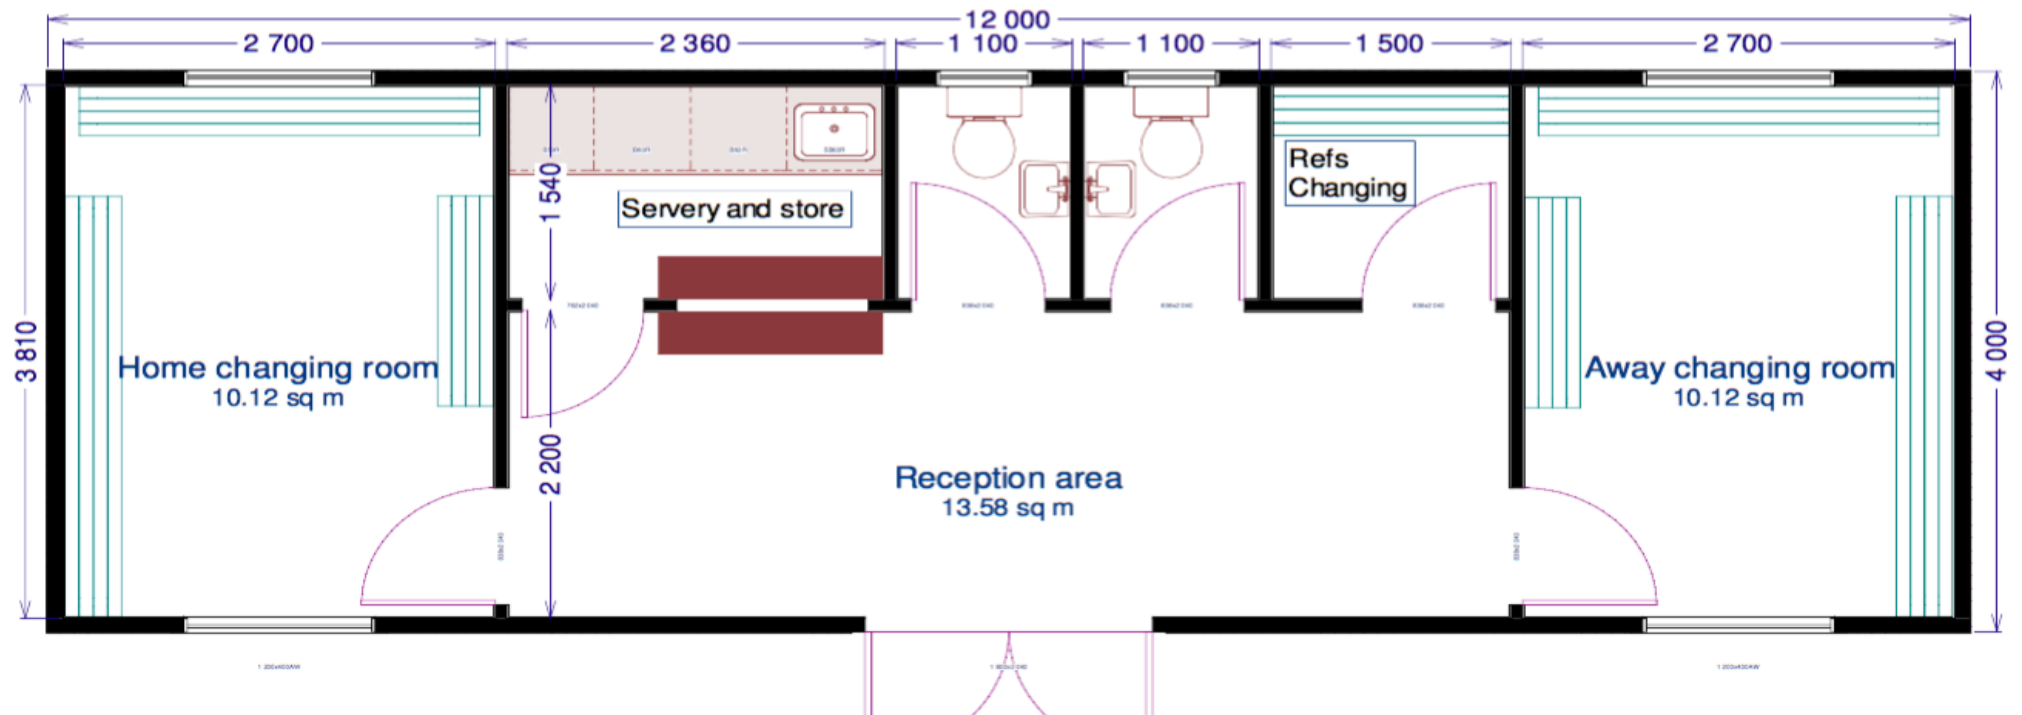 12 000
2 700
2 360
1 100
1 100
1 500
2 700
1 540
Refs
Changing
Servery and store
3 810
4 000
Home changing room
10.12 sq m
Away changing room
10.12 sq m
2 200
Reception area
13.58 sq m